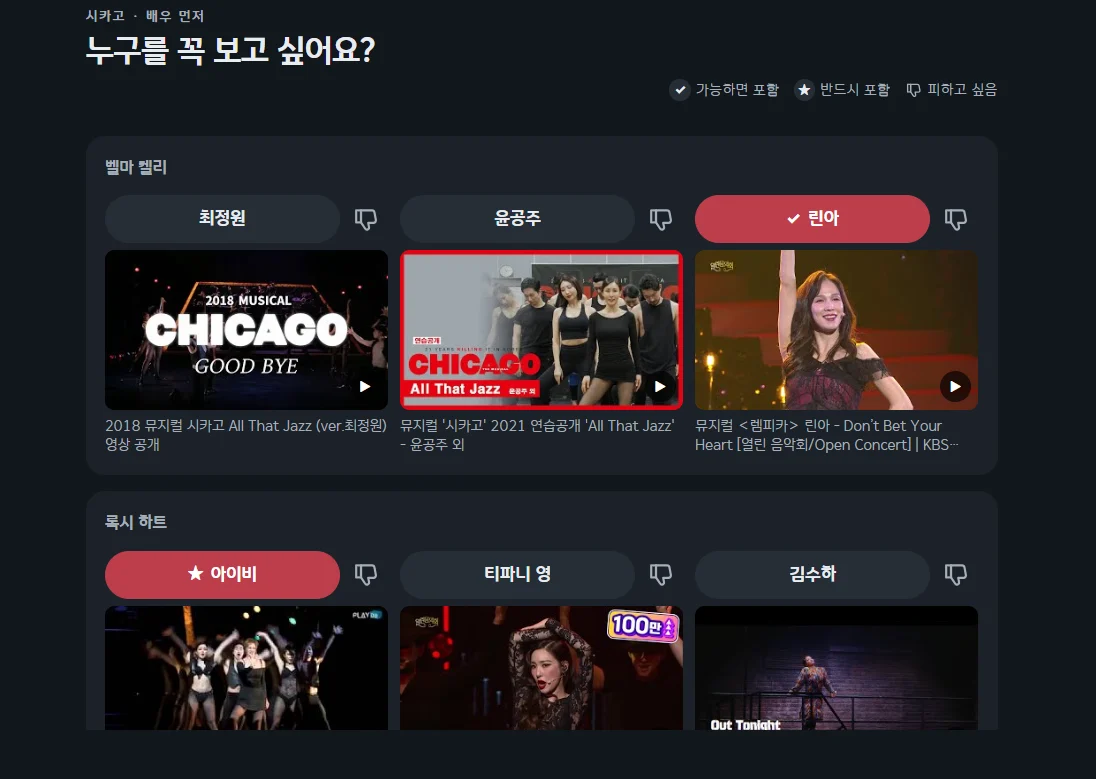 시카고 · 배우 먼저
누구를 꼭 보고 싶어요?
가능하면 포함 반드시 포함 피하고 싶음
벨마 켈리
최정원
윤공주
린아
2018 MUSICAL
CHICAGO
GOOD BYE
연습공개
CHICAGO
THE MUSICAL
All That Jazz 윤공주 외
2018 뮤지컬 시카고 All That Jazz (ver.최정원)
영상 공개
뮤지컬 '시카고' 2021 연습공개 'All That Jazz'
- 윤공주 외
뮤지컬 <렘피카> 린아 - Don't Bet Your
Heart [열린 음악회/Open Concert] | KBS…
록시 하트
아이비
티파니 영
김수하
PLAY DB
100만
Out Tonight